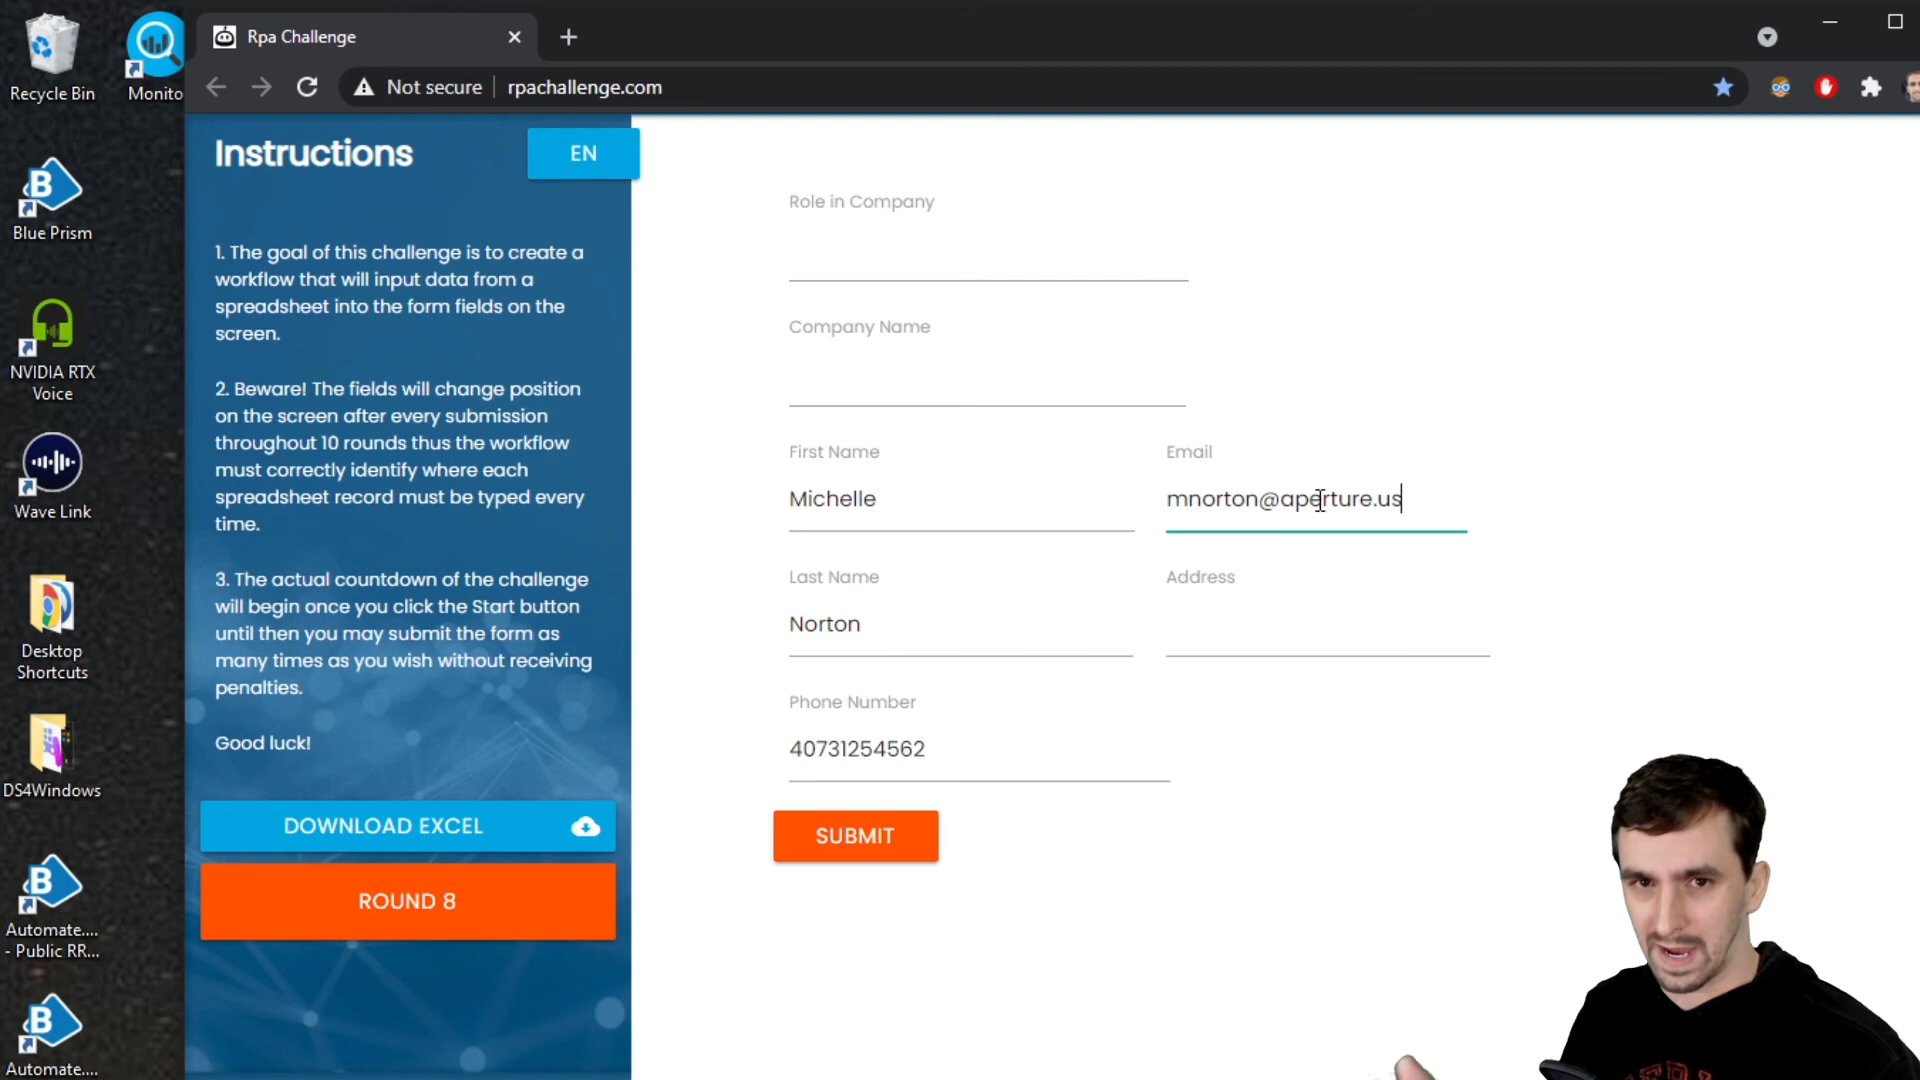 Rpa Challenge
Not secure
rpachallenge.com
Recycle Bin
Monito
Blue Prism
NVIDIA RTX
Voice
Wave Link
Desktop
Shortcuts
DS4Windows
Automate....
- Public RR...
Automate....
Instructions
EN
1. The goal of this challenge is to create a
workflow that will input data from a
spreadsheet into the form fields on the
screen.
2. Beware! The fields will change position
on the screen after every submission
throughout 10 rounds thus the workflow
must correctly identify where each
spreadsheet record must be typed every
time.
3. The actual countdown of the challenge
will begin once you click the Start button
until then you may submit the form as
many times as you wish without receiving
penalties.
Good luck!
DOWNLOAD EXCEL
ROUND 8
Role in Company
Company Name
First Name
Michelle
Email
mnorton@aperture.us
Last Name
Norton
Address
Phone Number
40731254562
SUBMIT